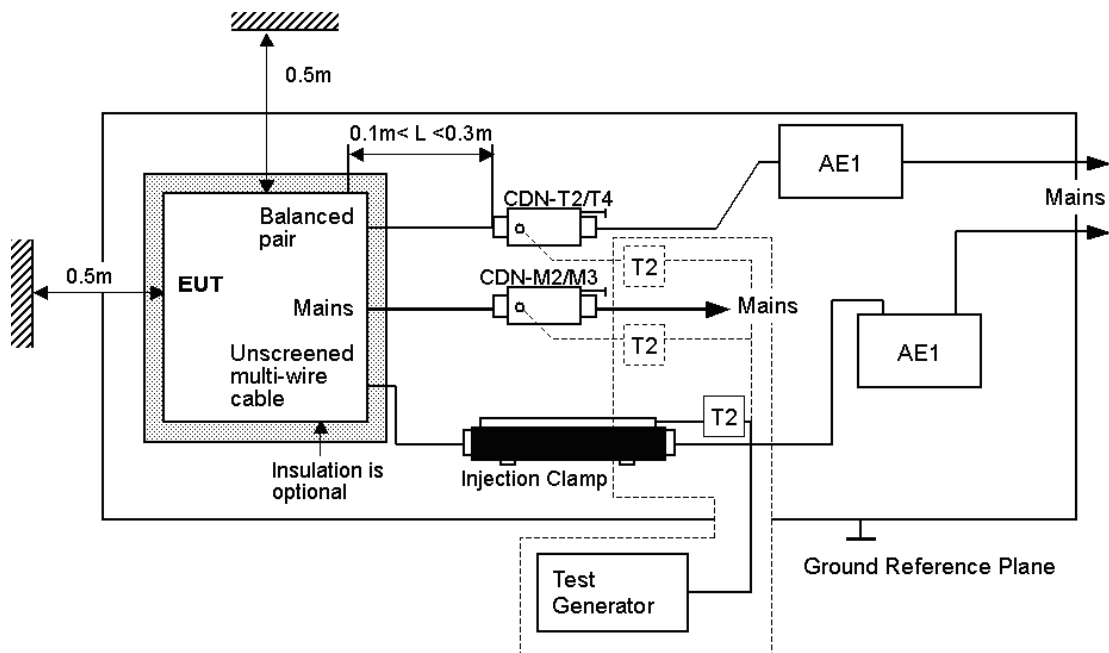 0.5m
0.1m< L <0.3m
AE1
Mains
CDN-T2/T4
Balanced
pair
T2
0.5m
EUT
CDN-M2/M3
Mains
Mains
T2
AE1
Unscreened
multi-wire
cable
T2
Insulation is
optional
Injection Clamp
Test
Generator
Ground Reference Plane